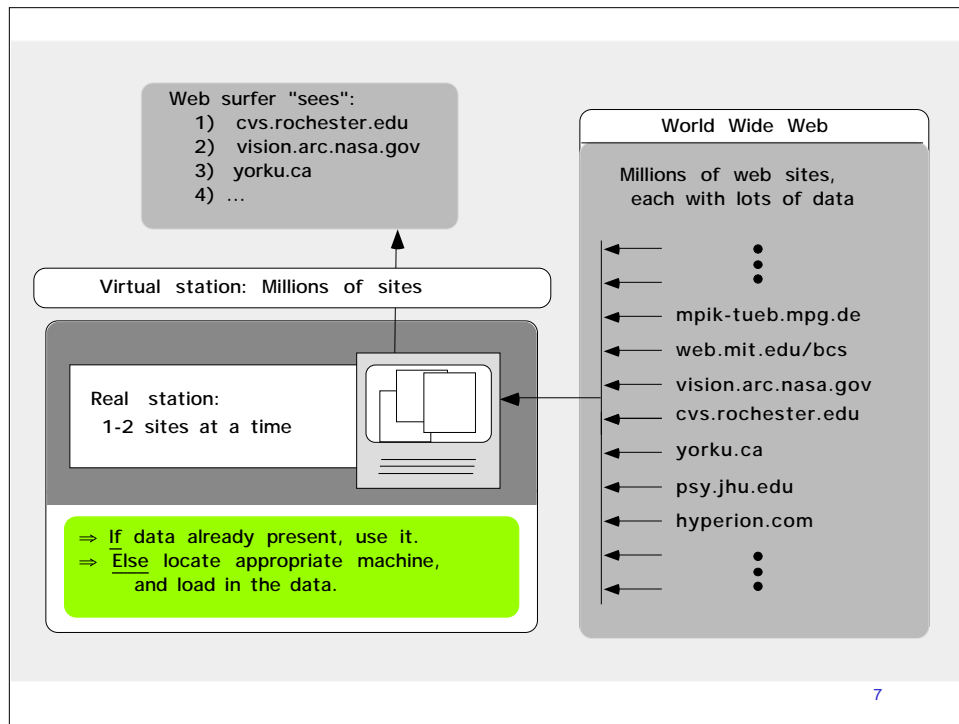 Web surfer "sees":
1) cvs.rochester.edu
2) vision.arc.nasa.gov
3) yorku.ca
4) ...
Virtual station: Millions of sites
Real station:
1-2 sites at a time
⇒ If data already present, use it.
⇒ Else locate appropriate machine,
and load in the data.
World Wide Web
Millions of web sites,
each with lots of data
mpik-tueb.mpg.de
web.mit.edu/bcs
vision.arc.nasa.gov
cvs.rochester.edu
yorku.ca
psy.jhu.edu
hyperion.com
7